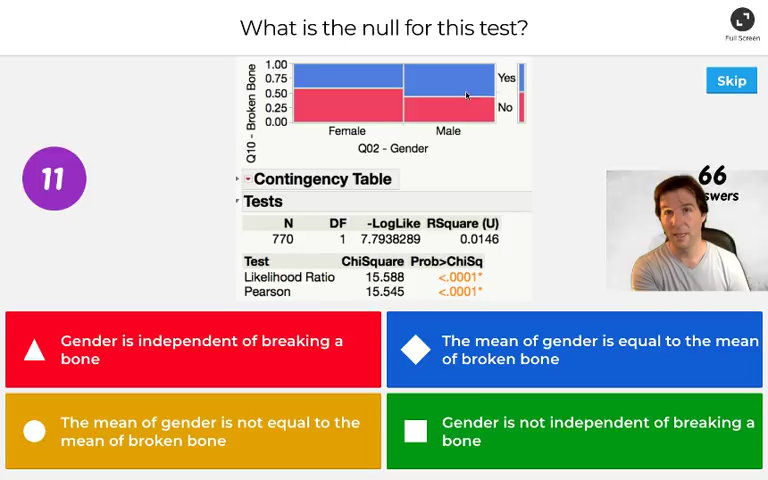 What is the null for this test?
Full Screen
Skip
11
66
1.00
0.75
0.50
0.25
0.00
Q10 - Broken Bone
Yes
No
Female Male
Q02 - Gender
Contingency Table
Tests
N DF -LogLike RSquare (U)
770 1 7.7938289 0.0146
Test ChiSquare Prob>ChiSq
Likelihood Ratio 15.588 <.0001*
Pearson 15.545 <.0001*
Gender is independent of breaking a
bone
The mean of gender is equal to the mean
of broken bone
The mean of gender is not equal to the
mean of broken bone
Gender is not independent of breaking a
bone